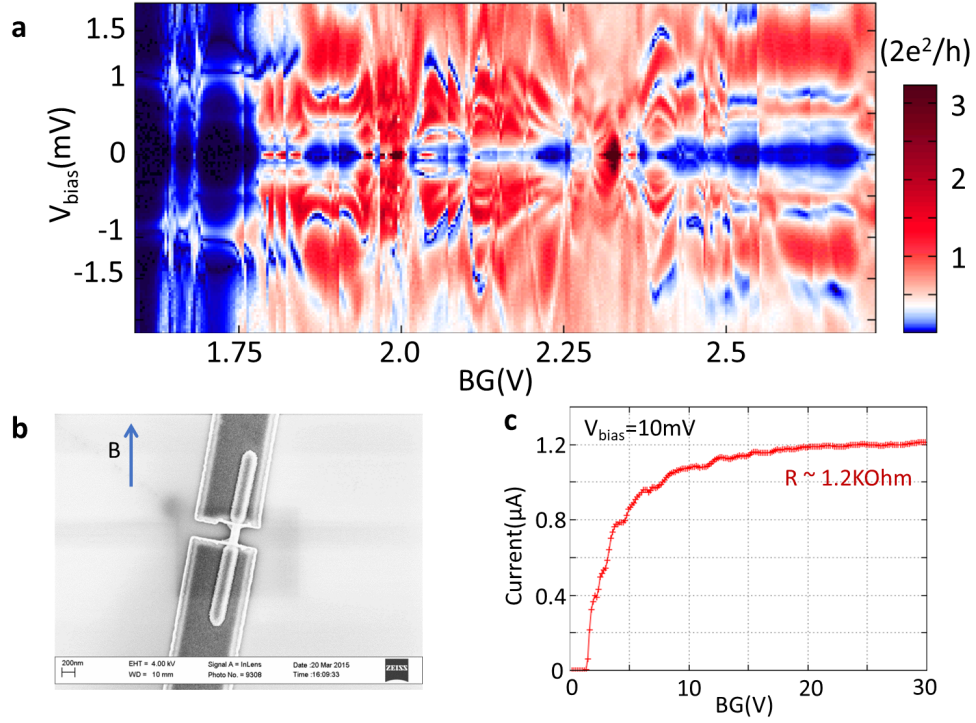 a
(2e²/h)
V_bias(mV)
1.5
1
0
-1
-1.5
3
2
1
1.75
2.0
2.25
2.5
BG(V)
b
B
200nm
EHT = 4.00 kV
Signal A = InLens
Date :20 Mar 2015
WD = 10 mm
Photo No. = 9308
Time :16:09:33
ZEISS
c
V_bias=10mV
R ~ 1.2KOhm
Current(μA)
1.2
0.8
0.4
0
0
5
10
15
20
25
30
BG(V)